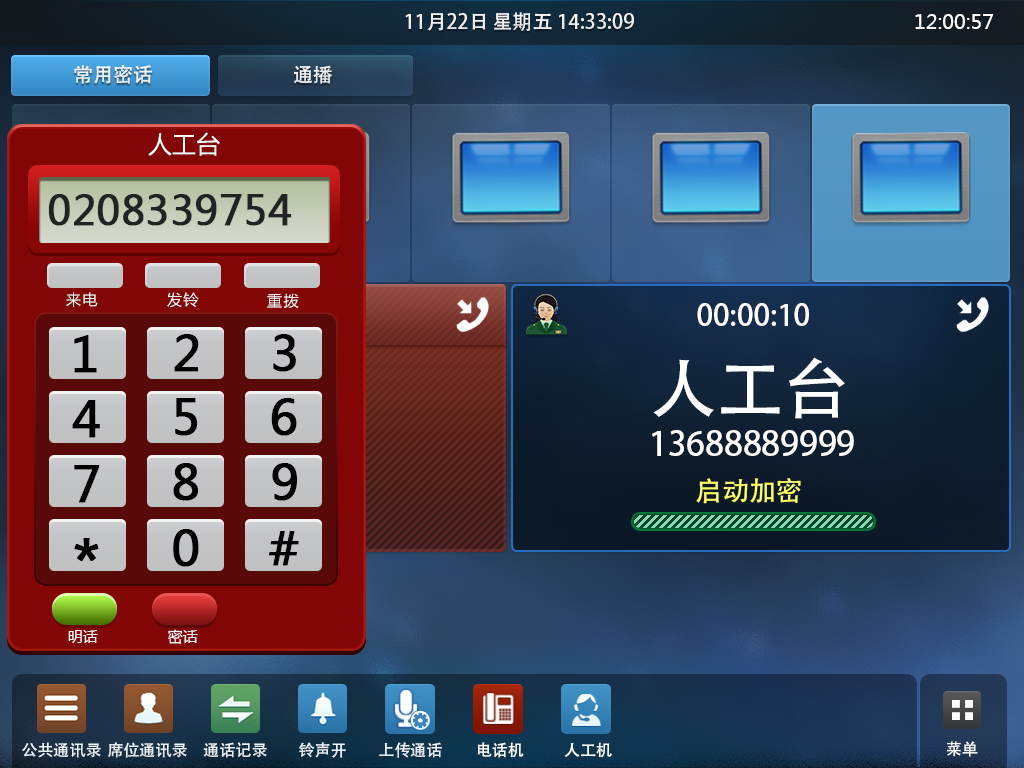 11月22日 星期五 14:33:09
12:00:57
常用密话
通播
人工台
0208339754
来电
发铃
重拨
1 2 3
4 5 6
7 8 9
* 0 #
明话
密话
00:00:10
人工台
13688889999
启动加密
公共通讯录
席位通讯录
通话记录
铃声开
上传通话
电话机
人工机
菜单